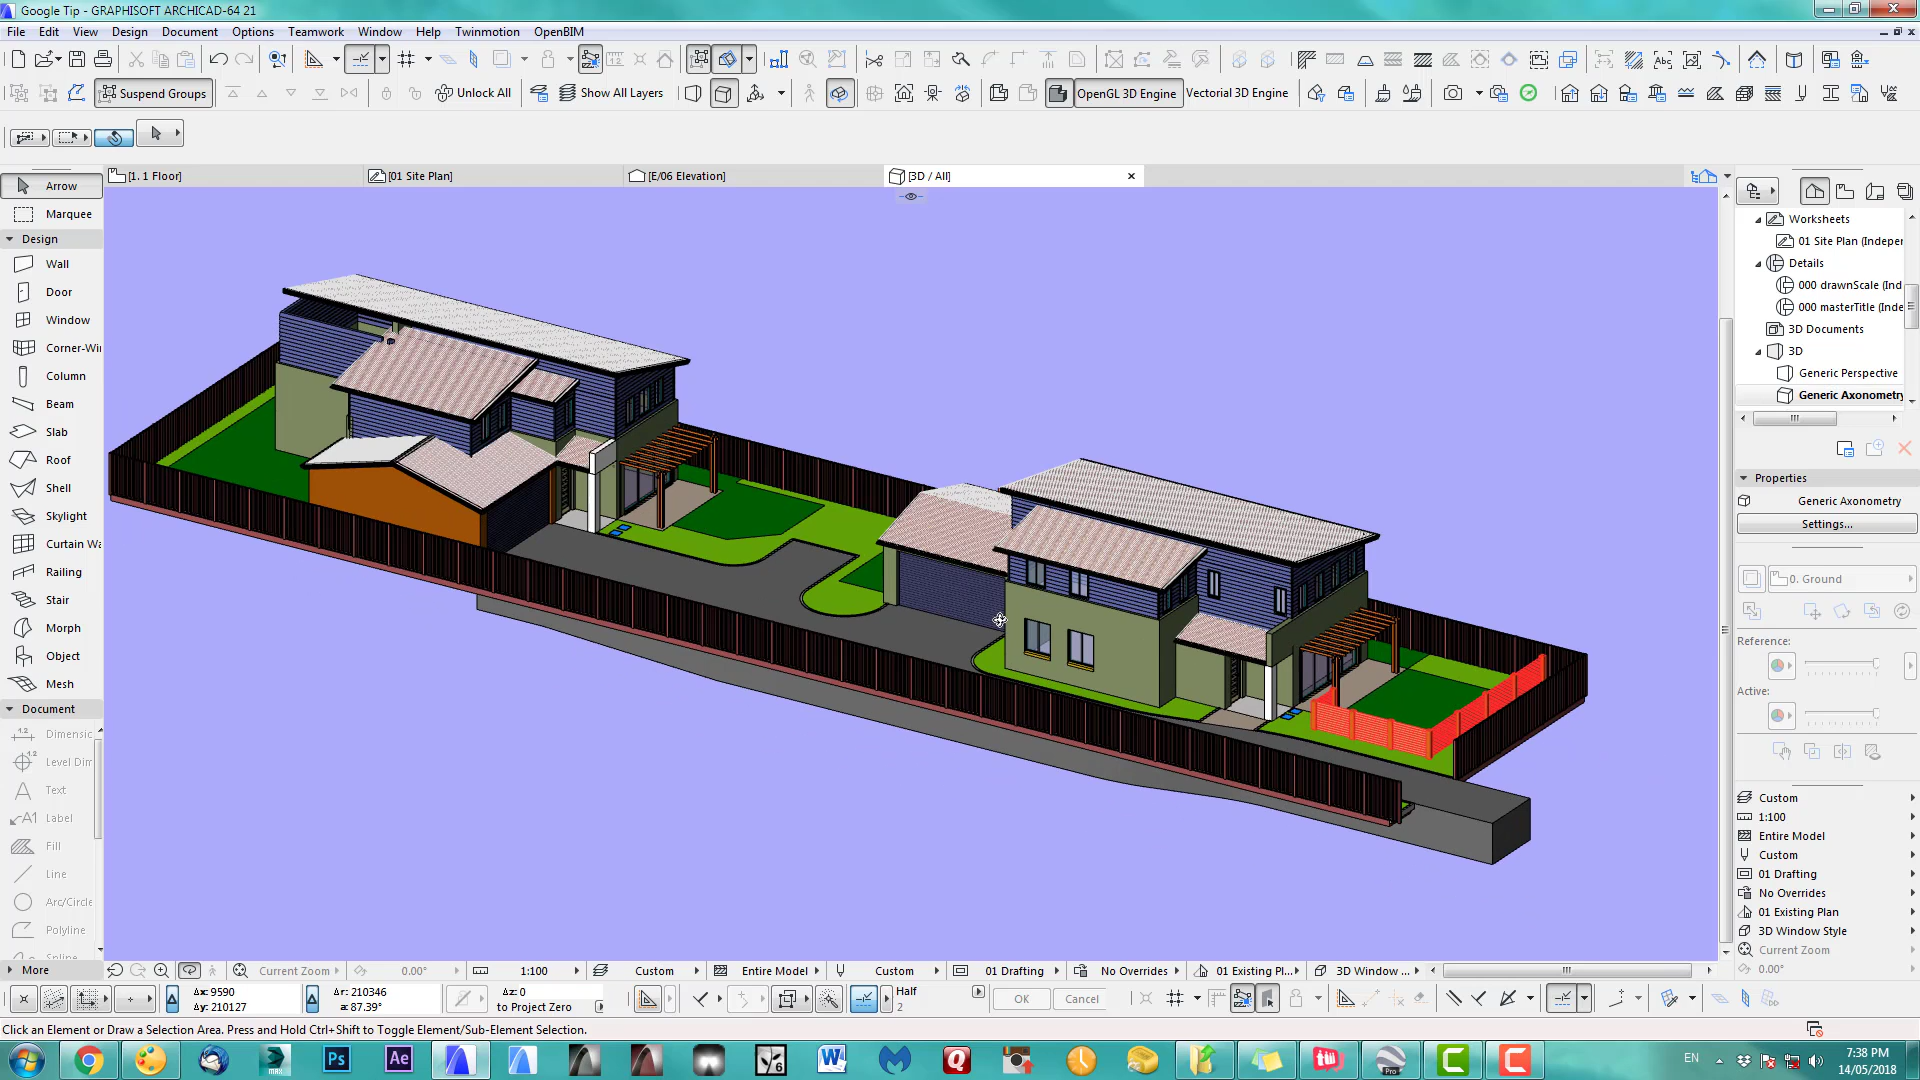 Google Tip - GRAPHISOFT ARCHICAD-64 21
File Edit View Design Document Options Teamwork Window Help Twinmotion OpenBIM
Suspend Groups
Unlock All
Show All Layers
OpenGL 3D Engine
Vectorial 3D Engine
[1. 1 Floor]
[01 Site Plan]
[E/06 Elevation]
[3D / All]
Arrow
Marquee
Design
Wall
Door
Window
Corner-Wi
Column
Beam
Slab
Roof
Shell
Skylight
Curtain Wa
Railing
Stair
Morph
Object
Mesh
Document
Dimensic
Level Dim
Text
A1 Label
Fill
Line
Arc/Circle
Polyline
Spline
More
Worksheets
01 Site Plan (Indeper
Details
000 drawnScale (Ind
000 masterTitle (Inde
3D Documents
3D
Generic Perspective
Generic Axonometry
Properties
Generic Axonometry
Settings...
0. Ground
Reference:
Active:
Custom
1:100
Entire Model
Custom
01 Drafting
No Overrides
01 Existing Plan
3D Window Style
Current Zoom
0.00°
Current Zoom 0.00° 1:100 Custom Entire Model Custom 01 Drafting No Overrides 01 Existing Pl... 3D Window ...
Δx: 9590
Δy: 210127
Δr: 210346
a: 87.39°
Δz: 0
to Project Zero
Half
2
OK
Cancel
Click an Element or Draw a Selection Area. Press and Hold Ctrl+Shift to Toggle Element/Sub-Element Selection.
MAX
Ps
Ae
6
W
Q
Pro
C
C
EN
7:38 PM
14/05/2018